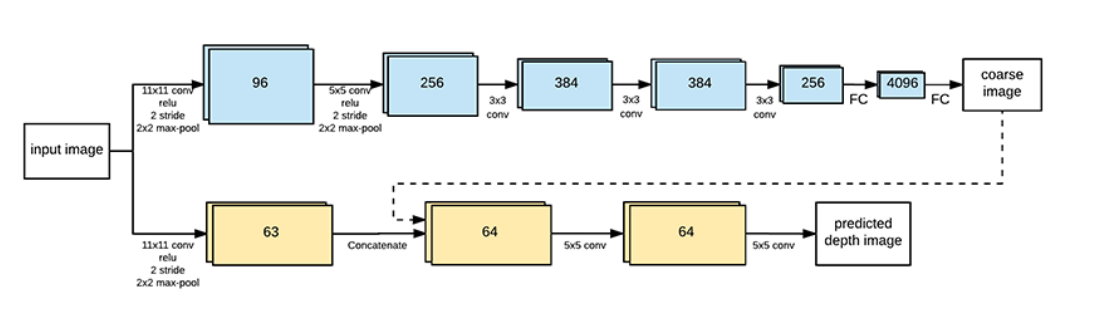 96
256
384
384
256
4096
coarse
image
11x11 conv
relu
2 stride
2x2 max-pool
5x5 conv
relu
2 stride
2x2 max-pool
3x3
conv
3x3
conv
3x3
conv
FC
FC
input image
63
64
64
predicted
depth image
11x11 conv
relu
2 stride
2x2 max-pool
Concatenate
5x5 conv
5x5 conv